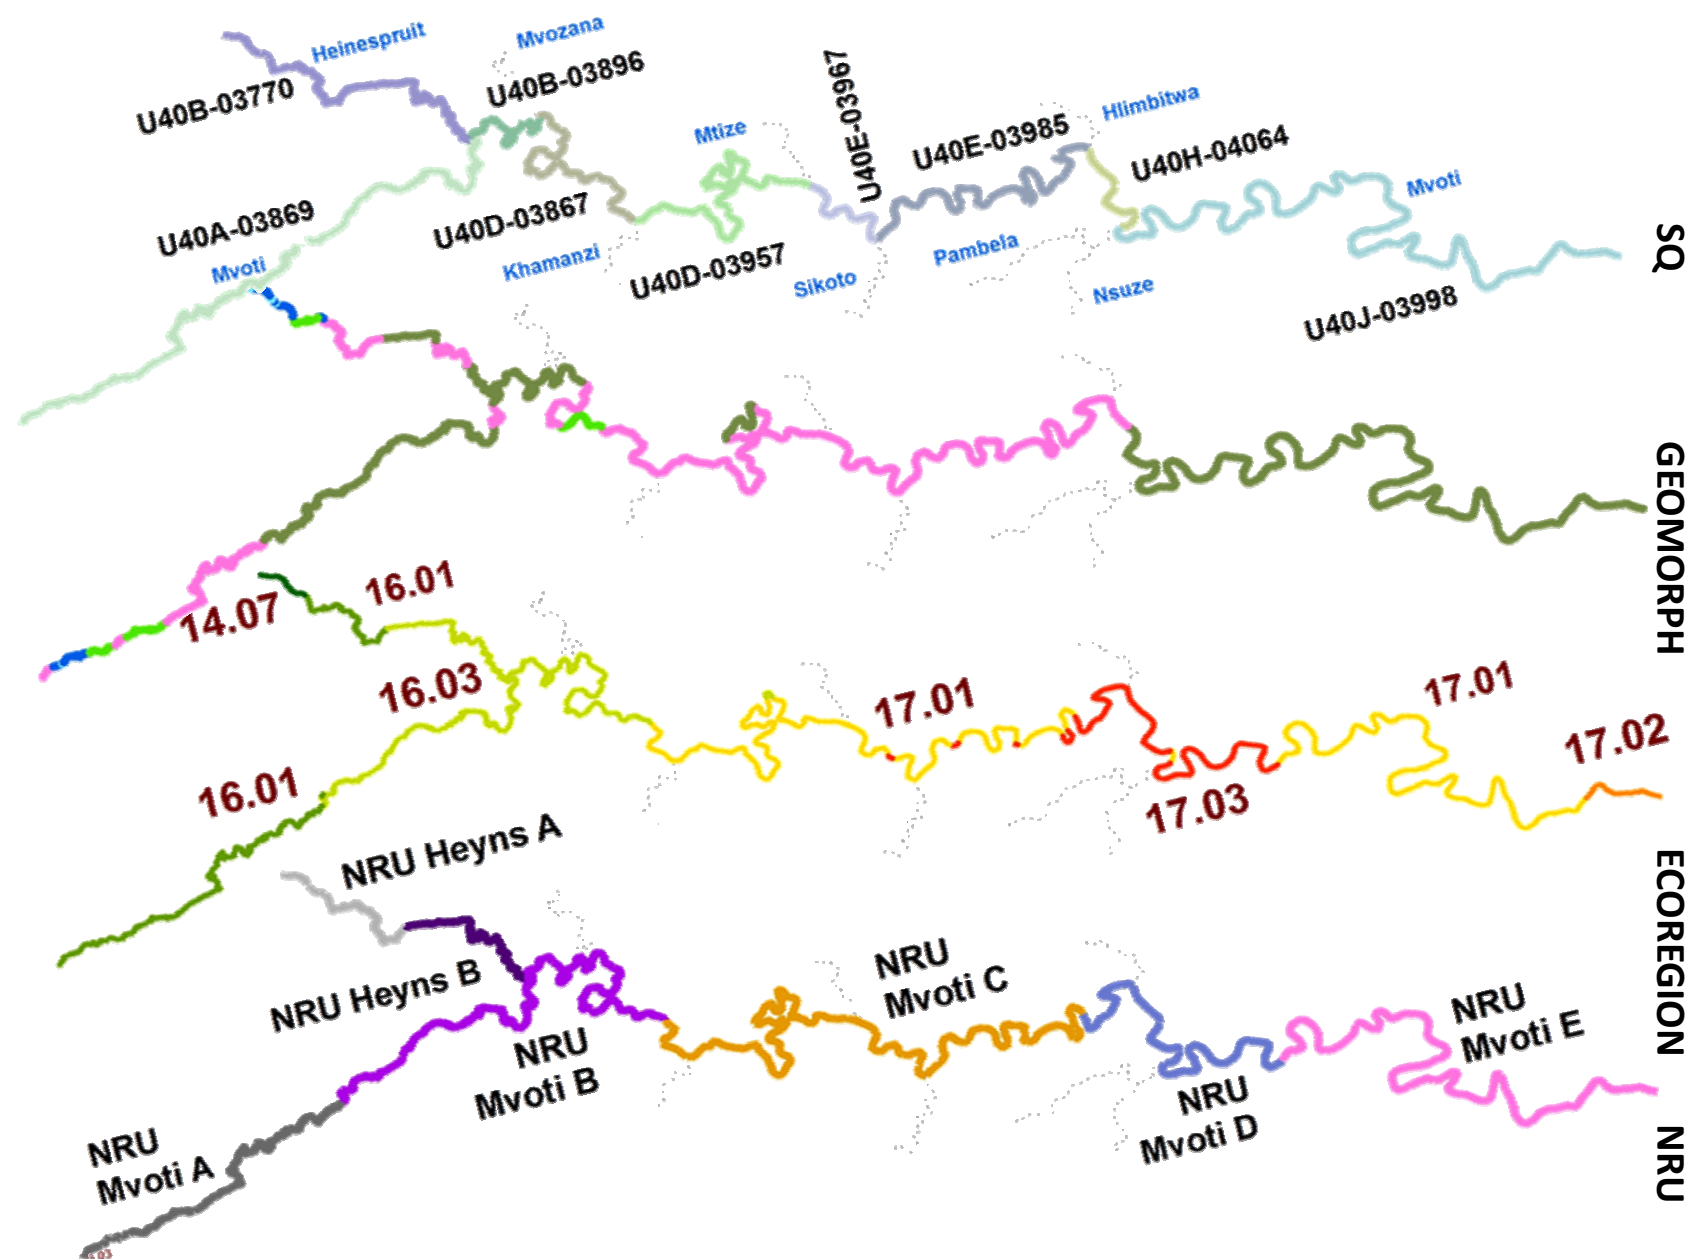 Heinespruit
Mvozana
U40B-03770
U40B-03896
U40E-03967
Mtize
U40E-03985
Hlimbitwa
U40H-04064
Mvoti
U40A-03869
Mvoti
U40D-03867
Khamanzi
U40D-03957
Sikoto
Pambela
Nsuze
U40J-03998
SQ
GEOMORPH
14.07
16.01
16.03
16.01
17.01
17.03
17.01
17.02
ECOREGION
NRU Heyns A
NRU Heyns B
NRU
Mvoti A
NRU
Mvoti B
NRU
Mvoti C
NRU
Mvoti D
NRU
Mvoti E
NRU